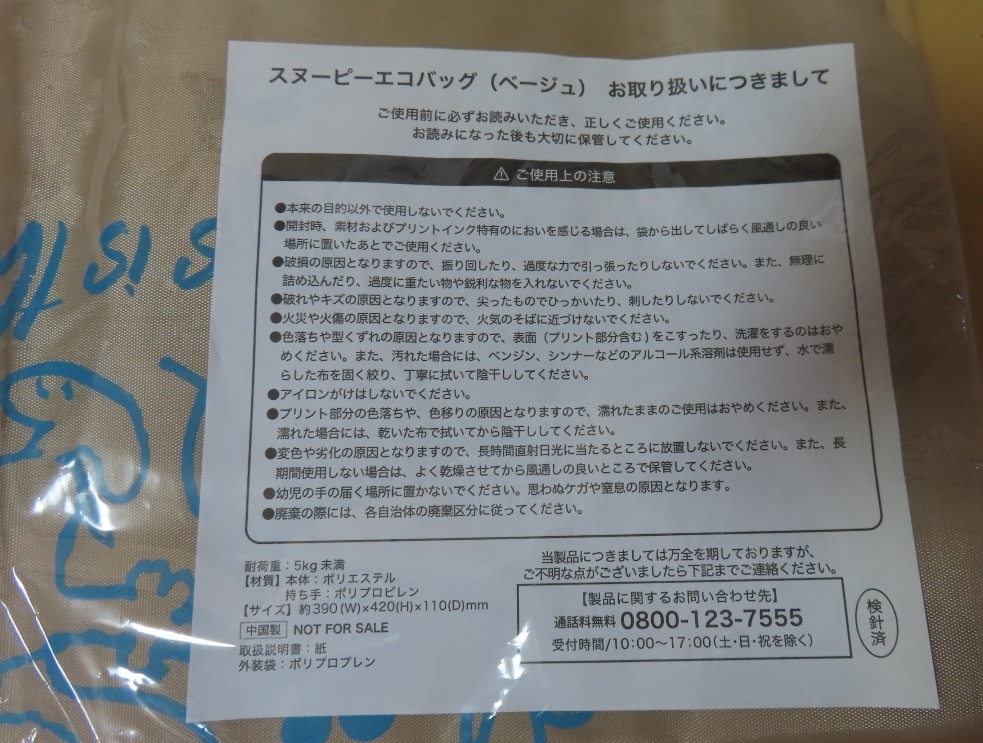 スヌーピーエコバッグ（ベージュ） お取り扱いにつきまして
ご使用前に必ずお読みいただき、正しくご使用ください。
お読みになった後も大切に保管してください。
⚠ ご使用上の注意
●本来の目的以外で使用しないでください。
●開封時、素材およびプリントインク特有のにおいを感じる場合は、袋から出してしばらく風通しの良い
場所に置いたあとでご使用ください。
●破損の原因となりますので、振り回したり、過度な力で引っ張ったりしないでください。また、無理に
詰め込んだり、過度に重たい物や鋭利な物を入れないでください。
●破れやキズの原因となりますので、尖ったものでひっかいたり、刺したりしないでください。
●火災や火傷の原因となりますので、火気のそばに近づけないでください。
●色落ちや型くずれの原因となりますので、表面（プリント部分含む）をこすったり、洗濯をするのはおや
めください。また、汚れた場合には、ベンジン、シンナーなどのアルコール系溶剤は使用せず、水で濡
らした布を固く絞り、丁寧に拭いて陰干ししてください。
●アイロンがけはしないでください。
●プリント部分の色落ちや、色移りの原因となりますので、濡れたままのご使用はおやめください。また、
濡れた場合には、乾いた布で拭いてから陰干ししてください。
●変色や劣化の原因となりますので、長時間直射日光に当たるところに放置しないでください。また、長
期間使用しない場合は、よく乾燥させてから風通しの良いところで保管してください。
●幼児の手の届く場所に置かないでください。思わぬケガや窒息の原因となります。
●廃棄の際には、各自治体の廃棄区分に従ってください。
耐荷重：5kg 未満
【材質】本体：ポリエステル
持ち手：ポリプロピレン
【サイズ】約390(W)×420(H)×110(D)mm
中国製 NOT FOR SALE
取扱説明書：紙
外装袋：ポリプロプレン
当製品につきましては万全を期しておりますが、
ご不明な点がございましたら下記までご連絡ください。
【製品に関するお問い合わせ先】
通話料無料 0800-123-7555
受付時間/10:00～17:00（土・日・祝を除く）
検針済